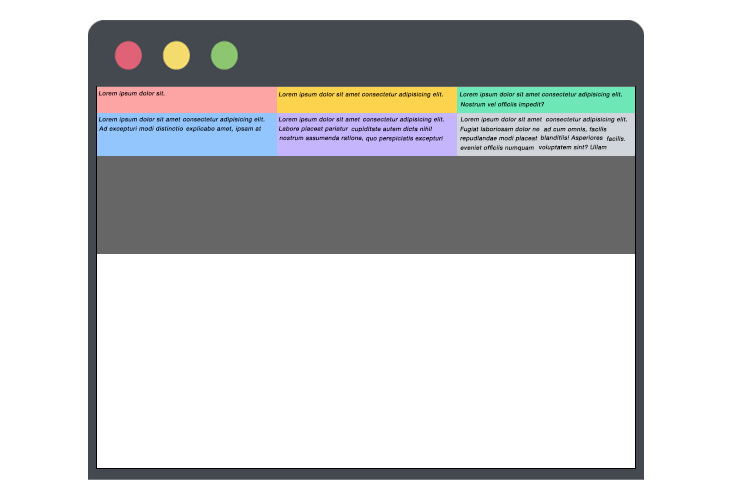 Lorem ipsum dolor sit.
Lorem ipsum dolor sit amet consectetur adipisicing elit.
Lorem ipsum dolor sit amet consectetur adipisicing elit.
Nostrum vel officiis impedit?
Lorem ipsum dolor sit amet consectetur adipisicing elit.
Ad excepturi modi distinctio explicabo amet, ipsam at
Lorem ipsum dolor sit amet consectetur adipisicing elit.
Labore placeat pariatur cupiditate autem dicta nihil
nostrum assumenda ratione, quo perspiciatis excepturi
Lorem ipsum dolor sit amet consectetur adipisicing elit.
Fugiat laboriosam dolor ne ad cum omnis, facilis
repudiandae modi placeat blanditiis! Asperiores facilis.
eveniet officiis numquam voluptatem sint? Ullam